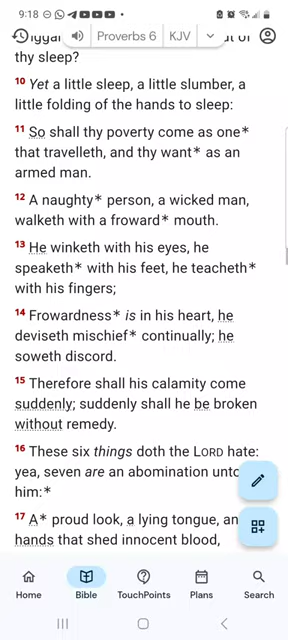 9:18
Proverbs 6 KJV
thy sleep?
10 Yet a little sleep, a little slumber, a
little folding of the hands to sleep:
11 So shall thy poverty come as one*
that travelleth, and thy want* as an
armed man.
12 A naughty* person, a wicked man,
walketh with a froward* mouth.
13 He winketh with his eyes, he
speaketh* with his feet, he teacheth*
with his fingers;
14 Frowardness* is in his heart, he
deviseth mischief* continually; he
soweth discord.
15 Therefore shall his calamity come
suddenly; suddenly shall he be broken
without remedy.
16 These six things doth the LORD hate:
yea, seven are an abomination unto
him:*
17 A* proud look, a lying tongue,
hands that shed innocent blood,
Home Bible TouchPoints Plans Search